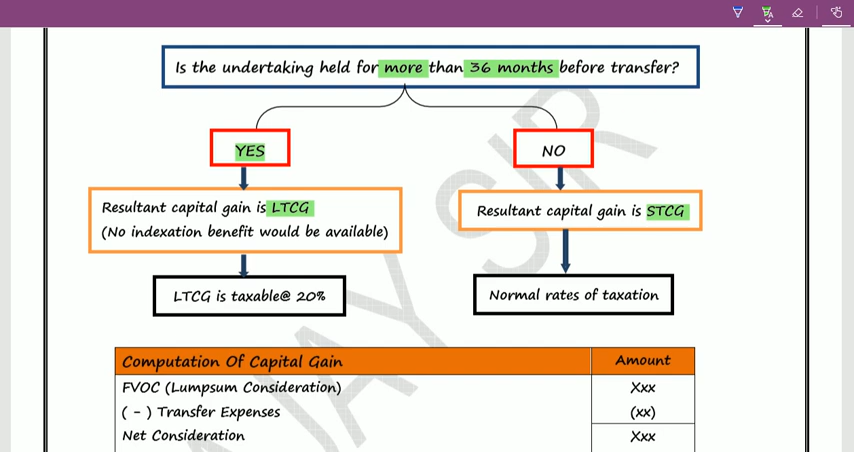 Is the undertaking held for more than 36 months before transfer?
YES
NO
Resultant capital gain is LTCG
(No indexation benefit would be available)
Resultant capital gain is STCG
LTCG is taxable@ 20%
Normal rates of taxation
Computation Of Capital Gain Amount
FVOC (Lumpsum Consideration) Xxx
( - ) Transfer Expenses (xx)
Net Consideration Xxx
AJAY SIR